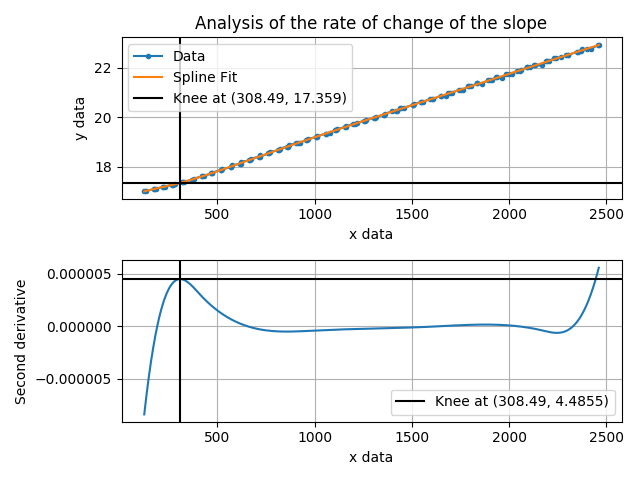 Analysis of the rate of change of the slope
Data
Spline Fit
Knee at (308.49, 17.359)
y data
22
20
18
500
1000
1500
2000
2500
x data
Second derivative
0.000005
0.000000
−0.000005
Knee at (308.49, 4.4855)
500
1000
1500
2000
2500
x data